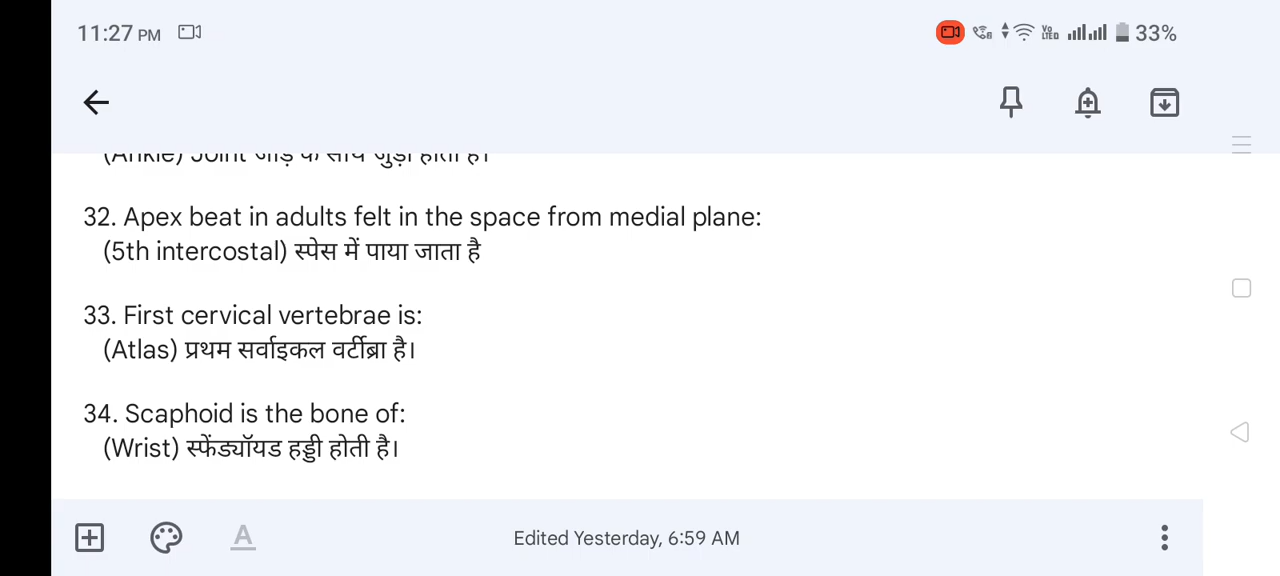 11:27 PM
33%
(Ankle) Joint जोड़ के साथ जुड़ा होता है।
32. Apex beat in adults felt in the space from medial plane:
(5th intercostal) स्पेस में पाया जाता है
33. First cervical vertebrae is:
(Atlas) प्रथम सर्वाइकल वर्टीब्रा है।
34. Scaphoid is the bone of:
(Wrist) स्फेंड्यॉयड हड्डी होती है।
A
Edited Yesterday, 6:59 AM